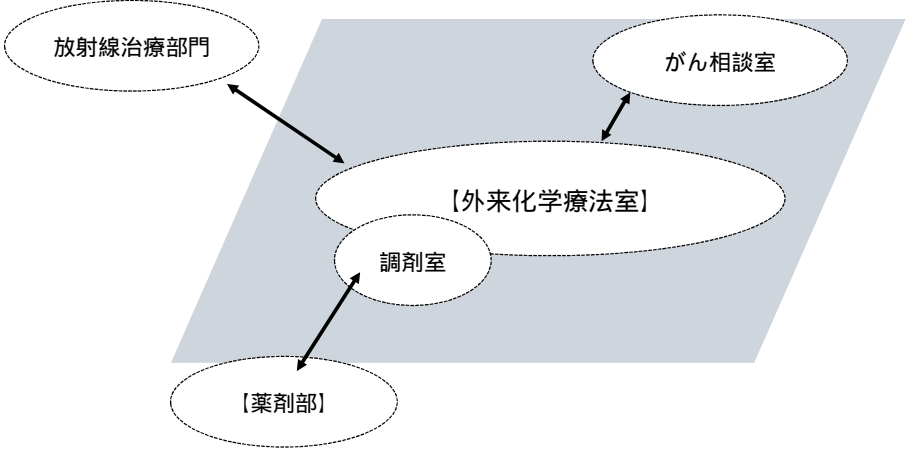 放射線治療部門
がん相談室
【外来化学療法室】
調剤室
【薬剤部】